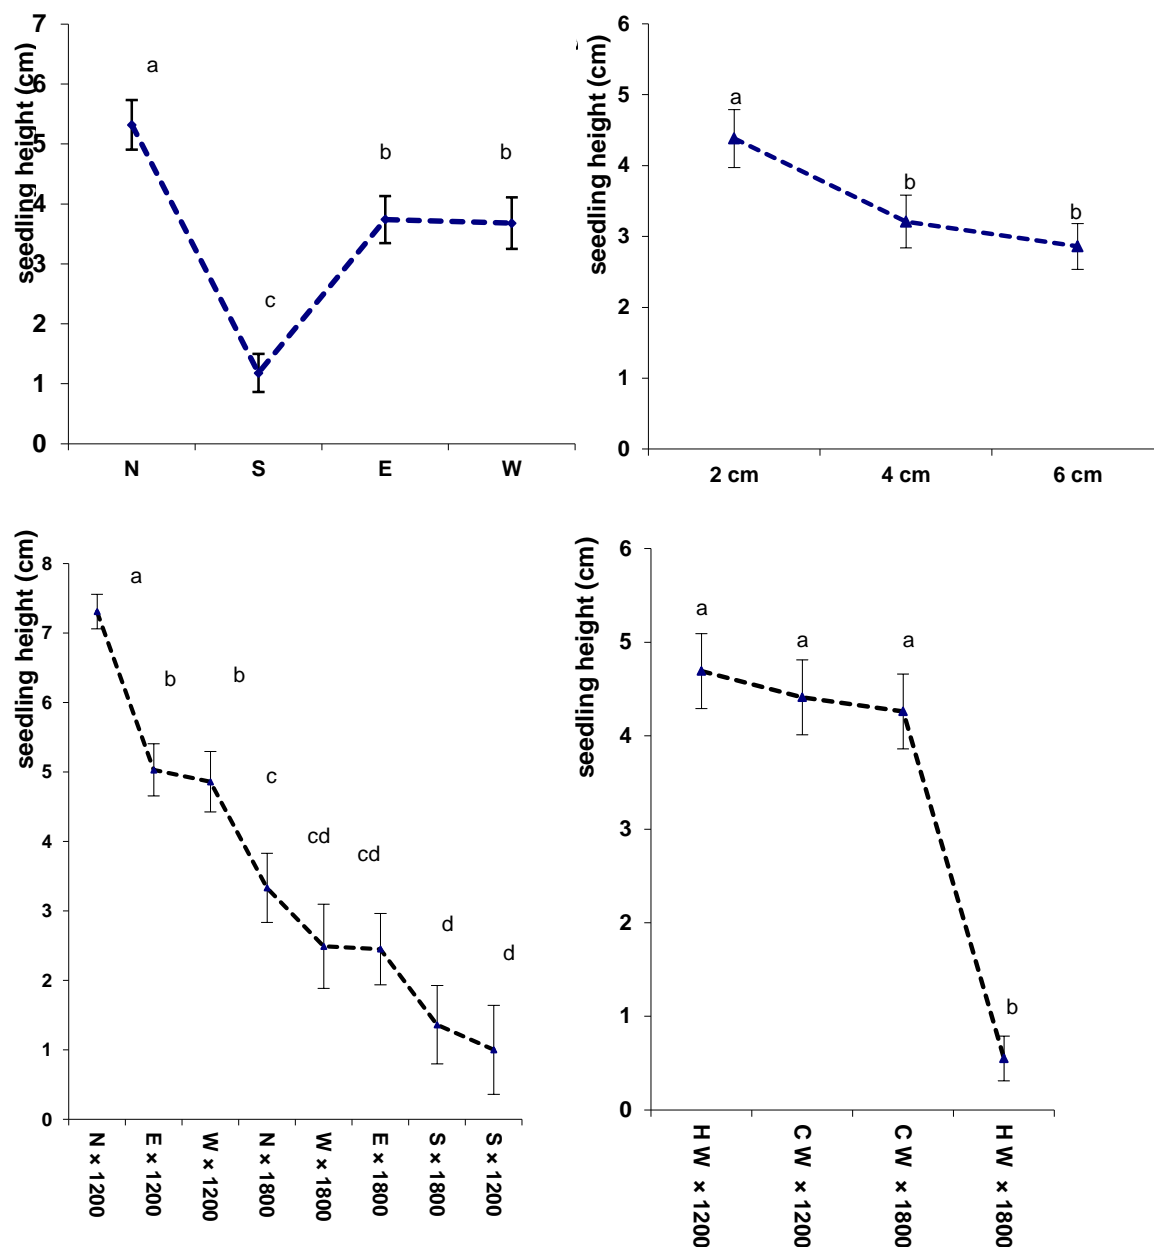 seedling height (cm)
7
6
5
4
3
2
1
0
a
c
b
b
N
S
E
W
seedling height (cm)
6
5
4
3
2
1
0
a
b
b
2 cm
4 cm
6 cm
seedling height (cm)
8
7
6
5
4
3
2
1
0
a
b
b
c
cd
cd
d
d
N × 1200
E × 1200
W × 1200
N × 1800
W × 1800
E × 1800
S × 1800
S × 1200
seedling height (cm)
6
5
4
3
2
1
0
a
a
a
b
H W × 1200
C W × 1200
C W × 1800
H W × 1800